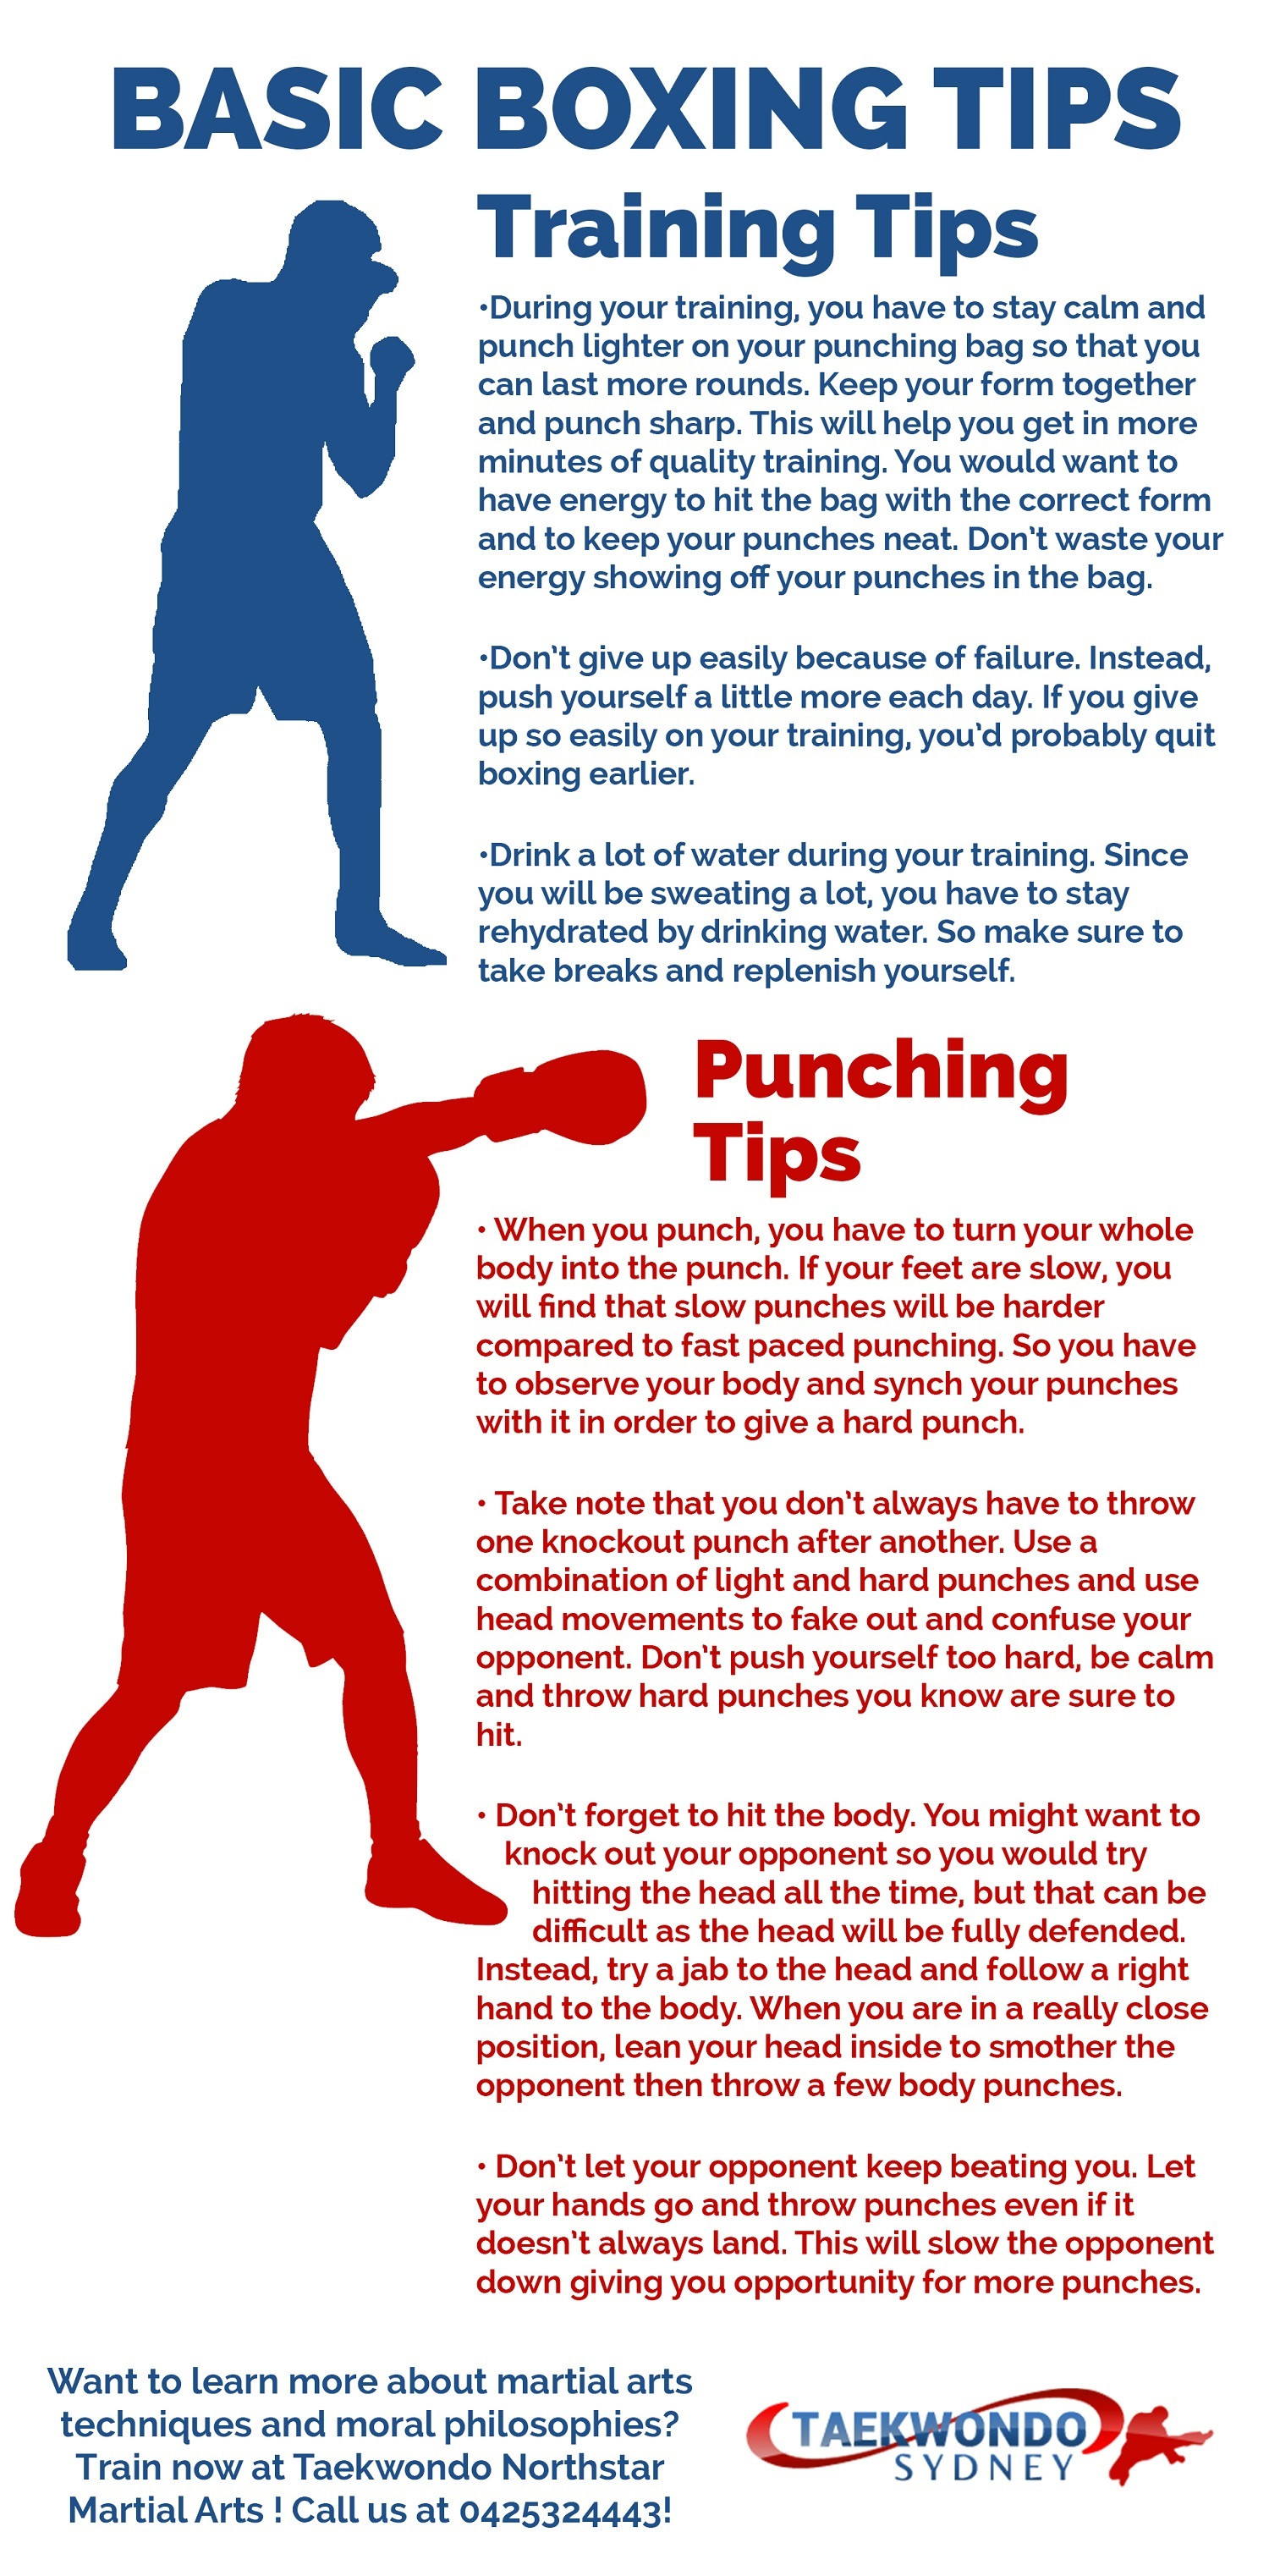 BASIC BOXING TIPS
Training Tips
•During your training, you have to stay calm and
punch lighter on your punching bag so that you
can last more rounds. Keep your form together
and punch sharp. This will help you get in more
minutes of quality training. You would want to
have energy to hit the bag with the correct form
and to keep your punches neat. Don't waste your
energy showing off your punches in the bag.
•Don't give up easily because of failure. Instead,
push yourself a little more each day. If you give
up so easily on your training, you'd probably quit
boxing earlier.
•Drink a lot of water during your training. Since
you will be sweating a lot, you have to stay
rehydrated by drinking water. So make sure to
take breaks and replenish yourself.
Punching
Tips
• When you punch, you have to turn your whole
body into the punch. If your feet are slow, you
will find that slow punches will be harder
compared to fast paced punching. So you have
to observe your body and synch your punches
with it in order to give a hard punch.
• Take note that you don't always have to throw
one knockout punch after another. Use a
combination of light and hard punches and use
head movements to fake out and confuse your
opponent. Don't push yourself too hard, be calm
and throw hard punches you know are sure to
hit.
• Don't forget to hit the body. You might want to
knock out your opponent so you would try
hitting the head all the time, but that can be
difficult as the head will be fully defended.
Instead, try a jab to the head and follow a right
hand to the body. When you are in a really close
position, lean your head inside to smother the
opponent then throw a few body punches.
• Don't let your opponent keep beating you. Let
your hands go and throw punches even if it
doesn't always land. This will slow the opponent
down giving you opportunity for more punches.
Want to learn more about martial arts
techniques and moral philosophies?
Train now at Taekwondo Northstar
Martial Arts ! Call us at 0425324443!
TAEKWONDO
SYDNEY